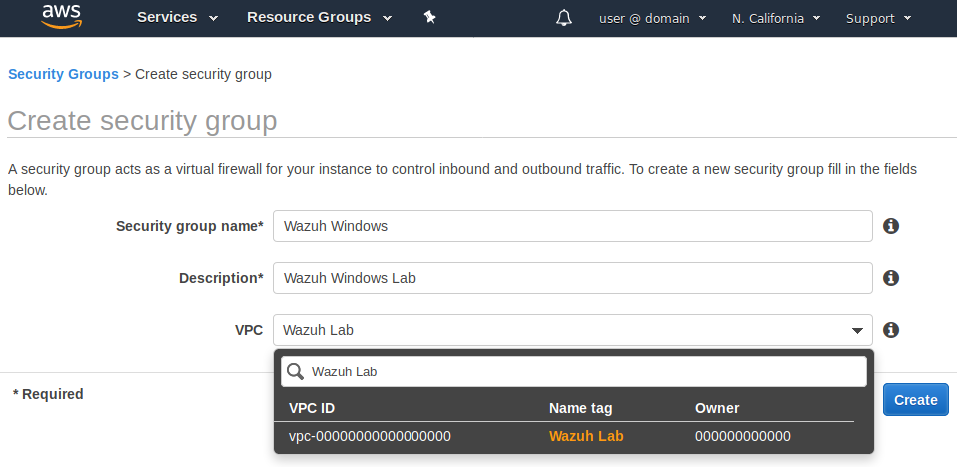 aws Services Resource Groups user @ domain N. California Support
Security Groups > Create security group
Create security group
A security group acts as a virtual firewall for your instance to control inbound and outbound traffic. To create a new security group fill in the fields
below.
Security group name* Wazuh Windows
Description* Wazuh Windows Lab
VPC Wazuh Lab
Wazuh Lab
* Required
Create
VPC ID Name tag Owner
vpc-00000000000000000 Wazuh Lab 000000000000